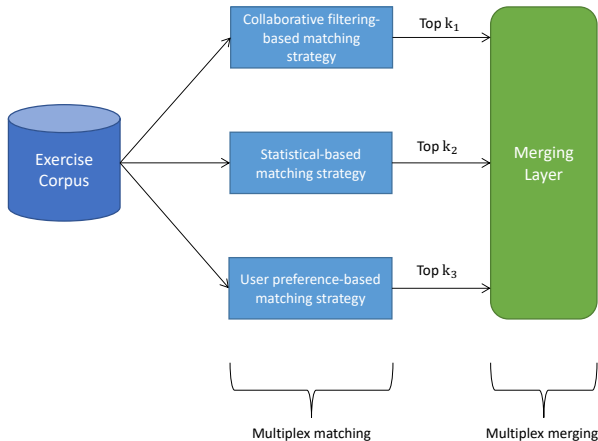 Collaborative filtering-
based matching
strategy
Top k₁
Exercise
Corpus
Statistical-based
matching strategy
Top k₂
Merging
Layer
User preference-based
matching strategy
Top k₃
Multiplex matching
Multiplex merging